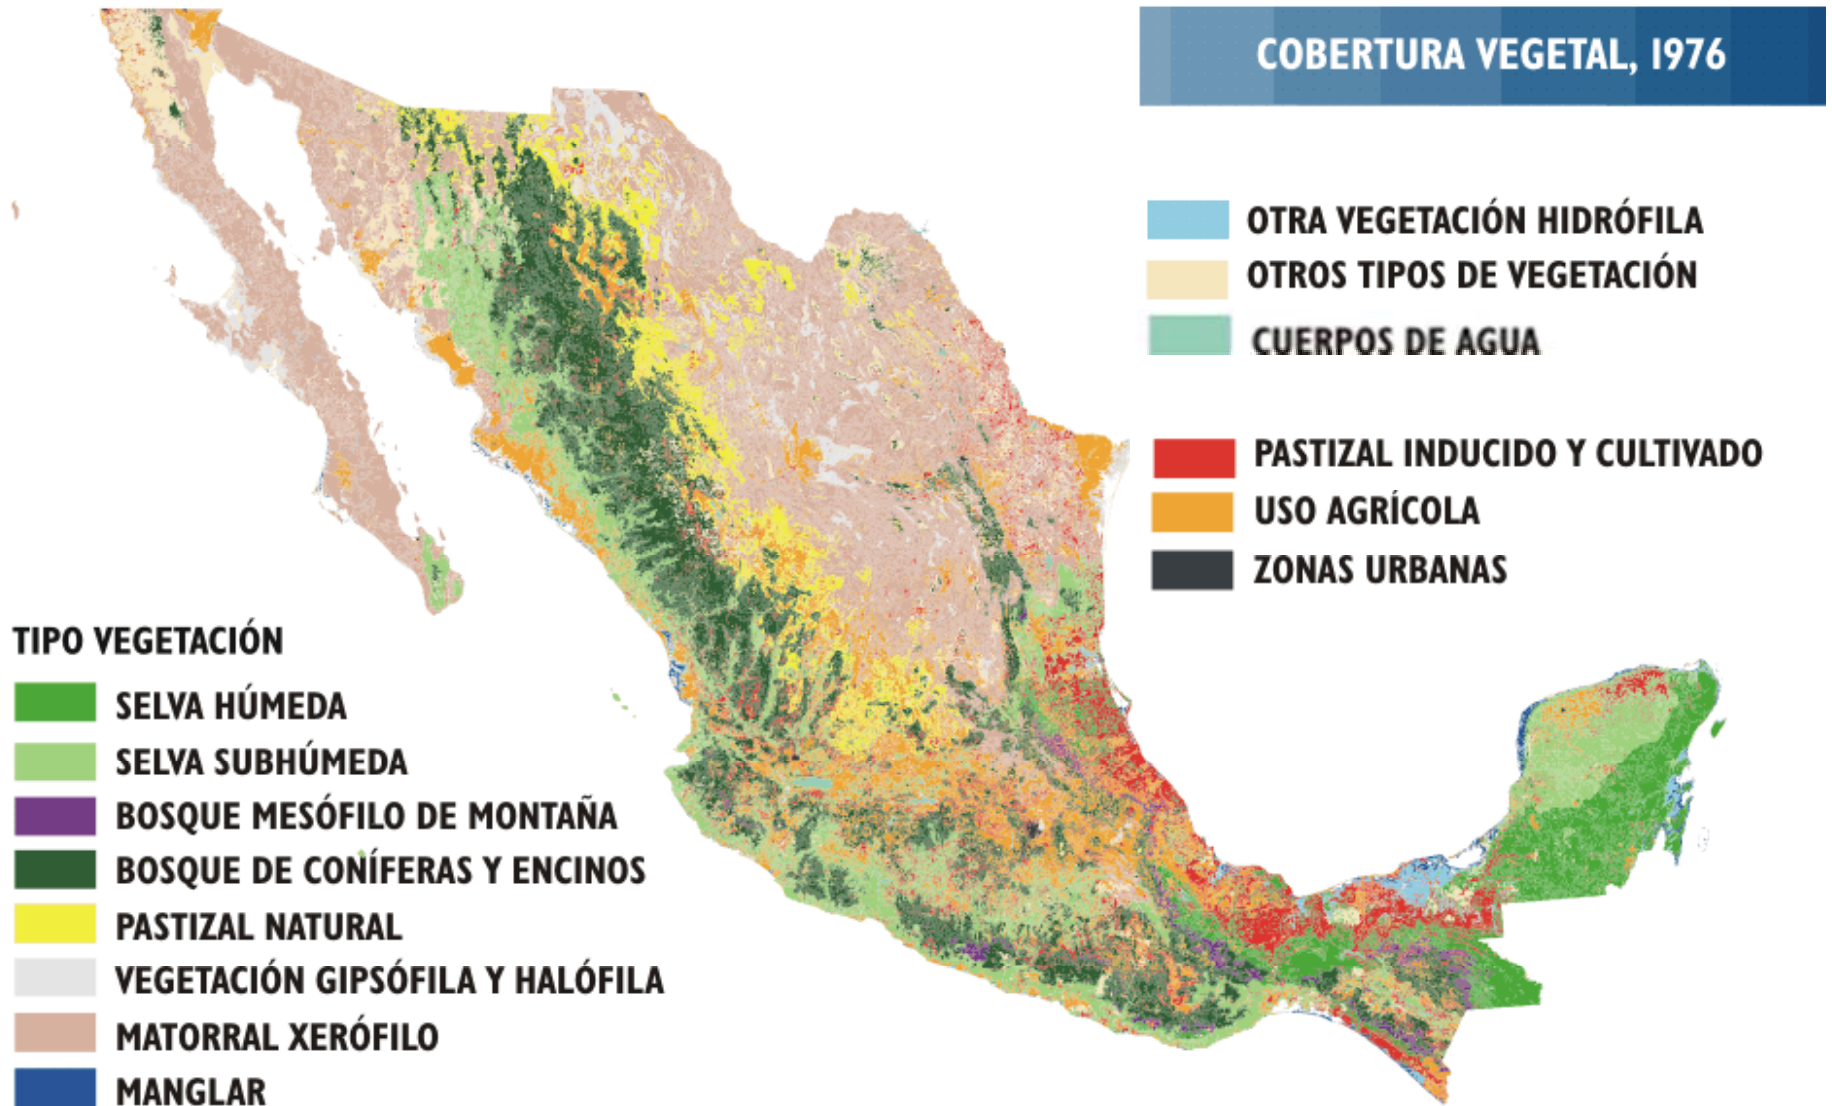 COBERTURA VEGETAL, 1976
OTRA VEGETACIÓN HIDRÓFILA
OTROS TIPOS DE VEGETACIÓN
CUERPOS DE AGUA
PASTIZAL INDUCIDO Y CULTIVADO
USO AGRÍCOLA
ZONAS URBANAS
TIPO VEGETACIÓN
SELVA HÚMEDA
SELVA SUBHÚMEDA
BOSQUE MESÓFILO DE MONTAÑA
BOSQUE DE CONÍFERAS Y ENCINOS
PASTIZAL NATURAL
VEGETACIÓN GIPSÓFILA Y HALÓFILA
MATORRAL XERÓFILO
MANGLAR